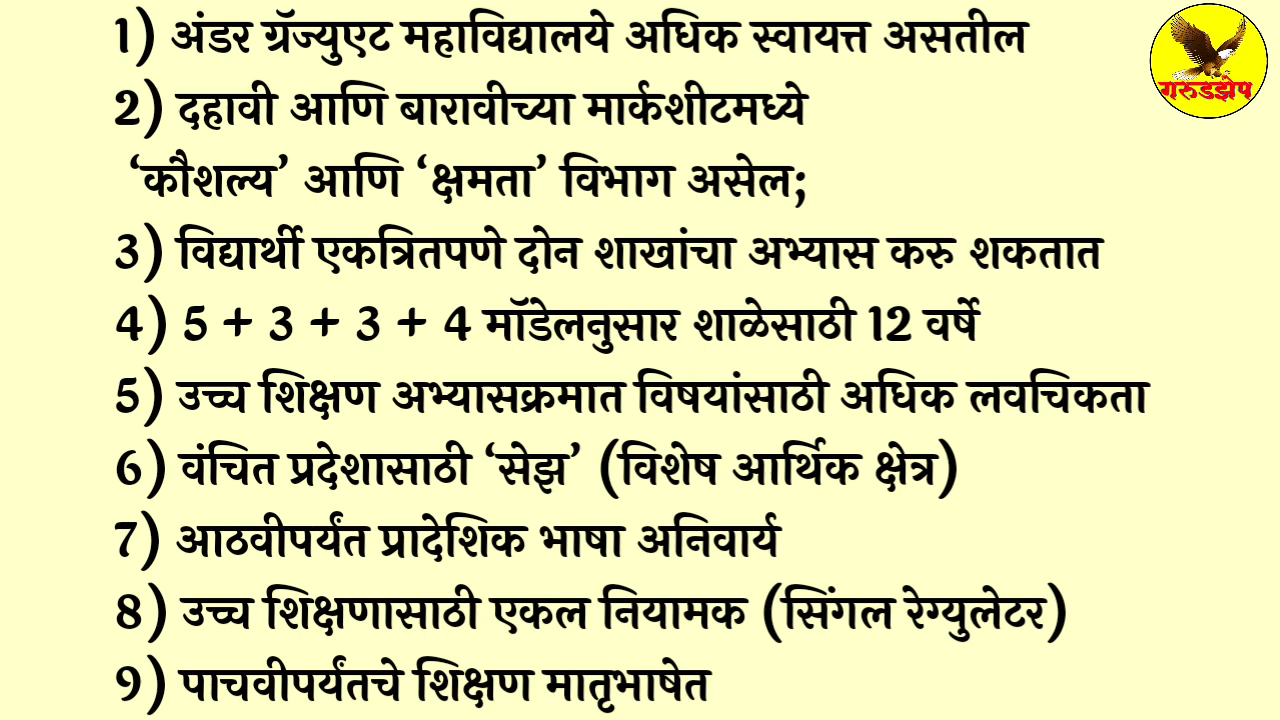 1) अंडर ग्रॅज्युएट महाविद्यालये अधिक स्वायत्त असतील
गरुडझेप
2) दहावी आणि बारावीच्या मार्कशीटमध्ये
‘कौशल्य’ आणि ‘क्षमता’ विभाग असेल;
3) विद्यार्थी एकत्रितपणे दोन शाखांचा अभ्यास करु शकतात
4) 5 + 3 + 3 + 4 मॉडेलनुसार शाळेसाठी 12 वर्षे
5) उच्च शिक्षण अभ्यासक्रमात विषयांसाठी अधिक लवचिकता
6) वंचित प्रदेशासाठी ‘सेझ’ (विशेष आर्थिक क्षेत्र)
7) आठवीपर्यंत प्रादेशिक भाषा अनिवार्य
8) उच्च शिक्षणासाठी एकल नियामक (सिंगल रेग्युलेटर)
9) पाचवीपर्यंतचे शिक्षण मातृभाषेत